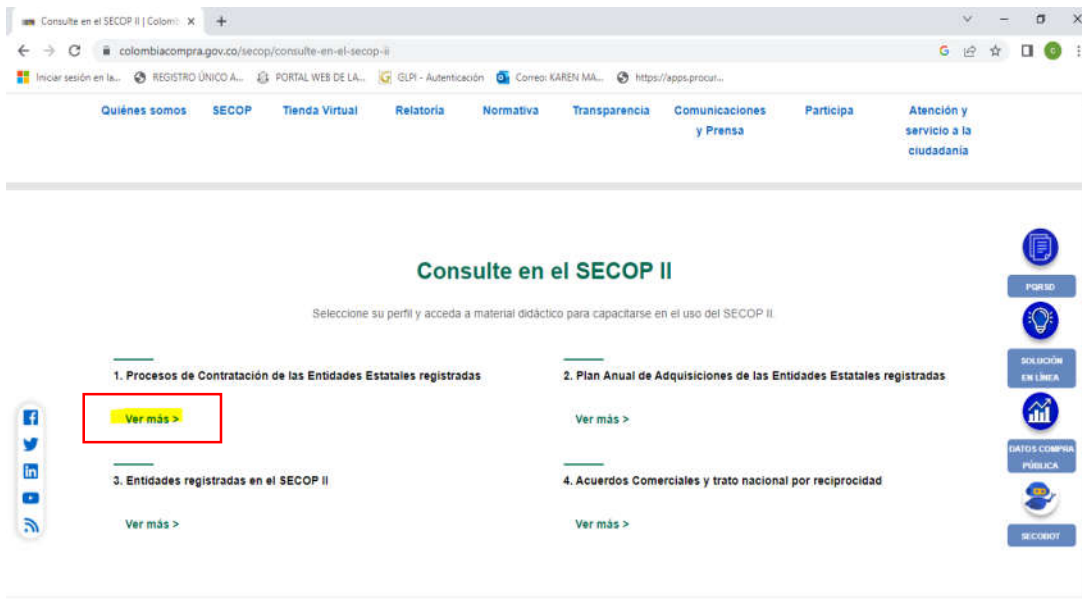 Consulte en el SECOP II | Colomb
colombiacompra.gov.co/secop/consulte-en-el-secop-ii
Iniciar sesión en la... REGISTRO ÚNICO A... PORTAL WEB DE LA... GLPI - Autenticación Correo: KAREN MA... https://apps.procur...
Quiénes somos SECOP Tienda Virtual Relatoría Normativa Transparencia Comunicaciones y Prensa Participa Atención y servicio a la ciudadanía
Consulte en el SECOP II
Seleccione su perfil y acceda a material didáctico para capacitarse en el uso del SECOP II.
1. Procesos de Contratación de las Entidades Estatales registradas
Ver más >
2. Plan Anual de Adquisiciones de las Entidades Estatales registradas
Ver más >
3. Entidades registradas en el SECOP II
Ver más >
4. Acuerdos Comerciales y trato nacional por reciprocidad
Ver más >
PQRSD
SOLUCIÓN
EN LÍNEA
DATOS COMPRA
PÚBLICA
SECOBOT